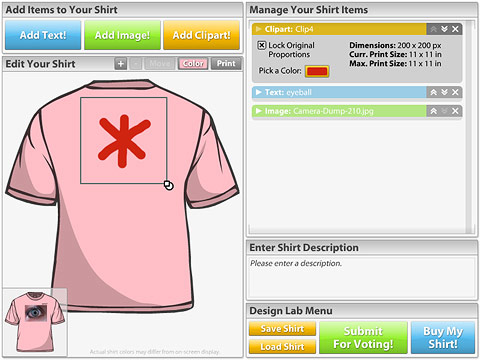 Add Items to Your Shirt
Add Text!
Add Image!
Add Clipart!
Edit Your Shirt
+
-
Move
Color
Print
Actual shirt colors may differ from on-screen display.
Manage Your Shirt Items
Clipart: Clip4
Lock Original
Proportions
Pick a Color:
Dimensions: 200 x 200 px
Curr. Print Size: 11 x 11 in
Max. Print Size: 11 x 11 in
Text: eyeball
Image: Camera-Dump-210.jpg
Enter Shirt Description
Please enter a description.
Design Lab Menu
Save Shirt
Load Shirt
Submit
For Voting!
Buy My
Shirt!